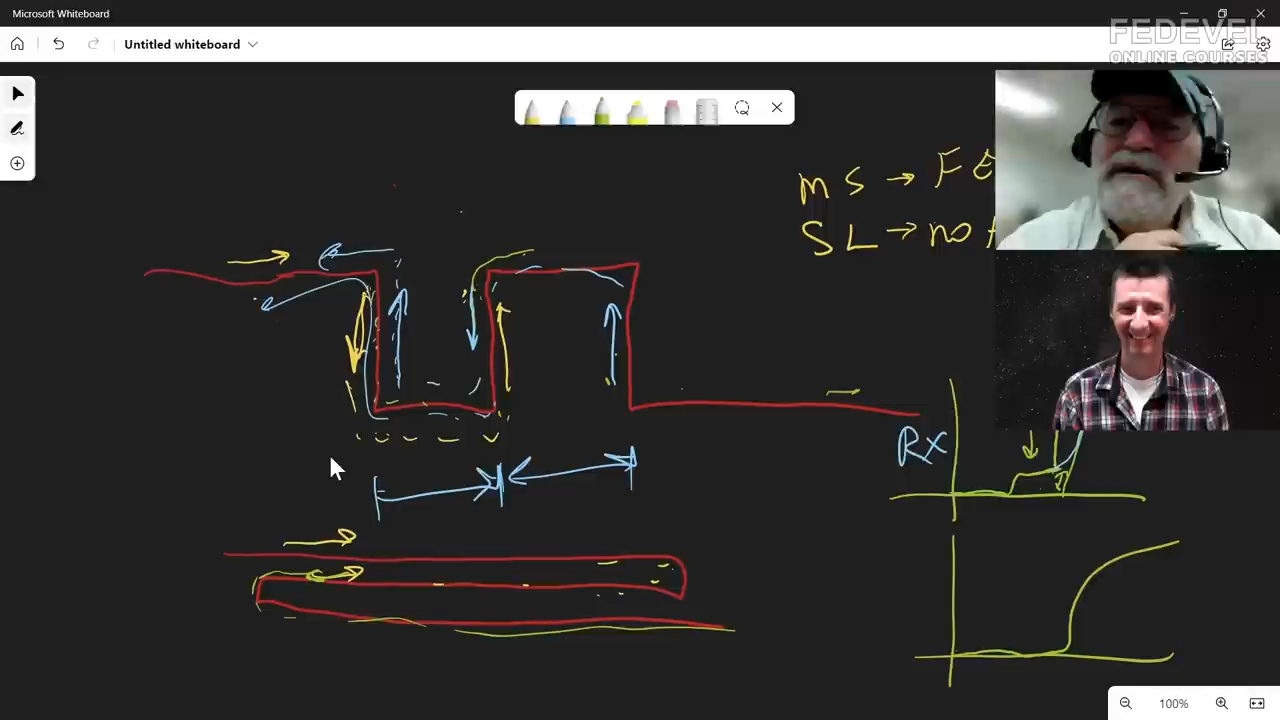 Microsoft Whiteboard
Untitled whiteboard
FEDEVEL
ONLINE COURSES
ms → FE
SL → no
RX
100%